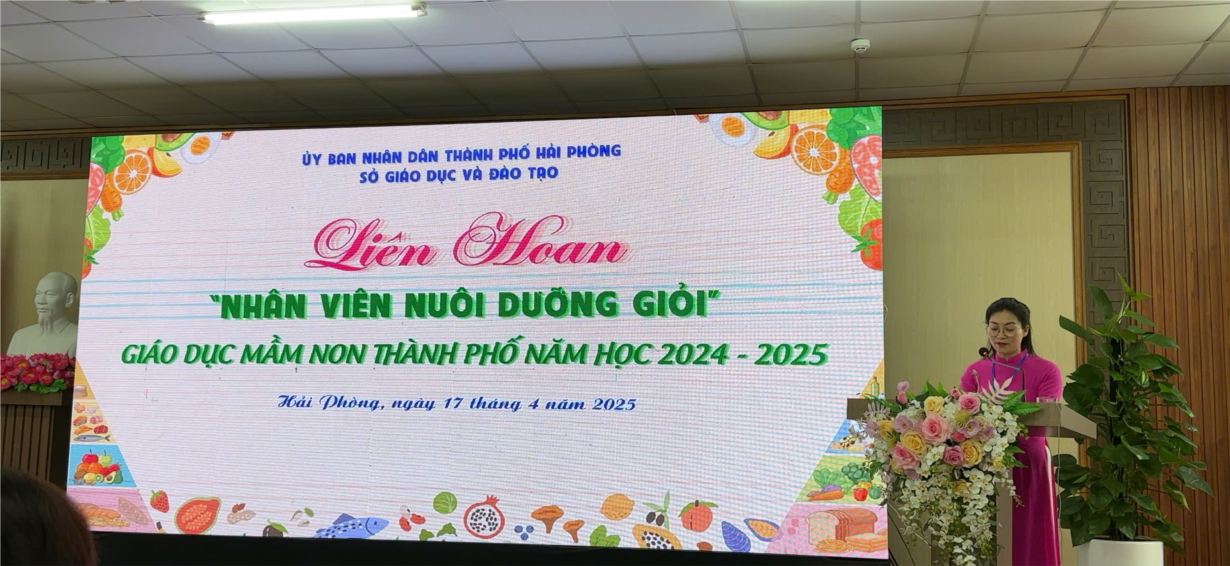 ỦY BAN NHÂN DÂN THÀNH PHỐ HẢI PHÒNG
SỞ GIÁO DỤC VÀ ĐÀO TẠO
Liên Hoan
"NHÂN VIÊN NUÔI DƯỠNG GIỎI"
GIÁO DỤC MẦM NON THÀNH PHỐ NĂM HỌC 2024 - 2025
Hải Phòng, ngày 17 tháng 4 năm 2025